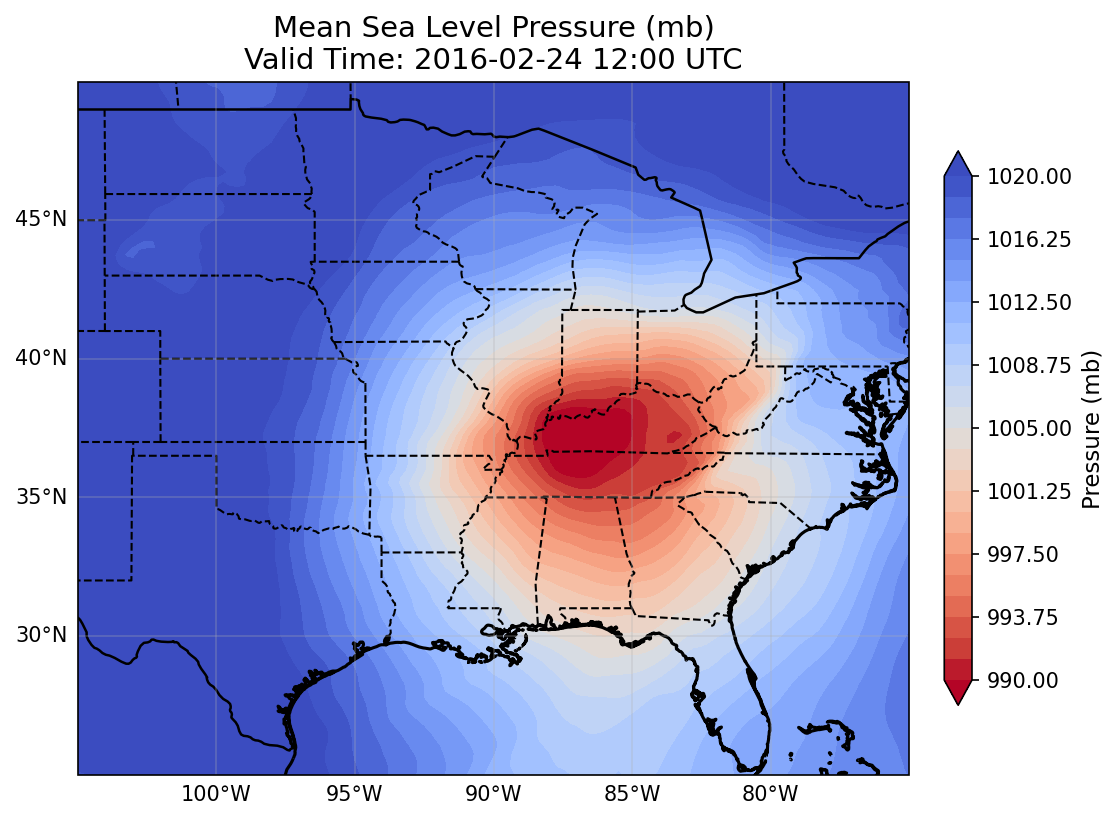 Mean Sea Level Pressure (mb)
Valid Time: 2016-02-24 12:00 UTC
45°N
40°N
35°N
30°N
100°W
95°W
90°W
85°W
80°W
1020.00
1016.25
1012.50
1008.75
1005.00
1001.25
997.50
993.75
990.00
Pressure (mb)